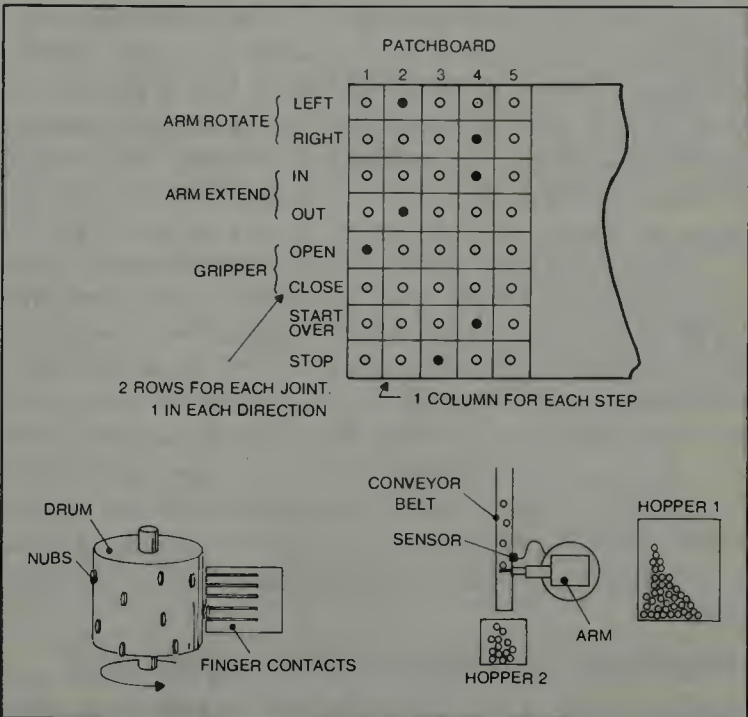 PATCHBOARD
1 2 3 4 5
ARM ROTATE
LEFT
RIGHT
ARM EXTEND
IN
OUT
GRIPPER
OPEN
CLOSE
START
OVER
STOP
2 ROWS FOR EACH JOINT.
1 IN EACH DIRECTION
1 COLUMN FOR EACH STEP
DRUM
NUBS
FINGER CONTACTS
CONVEYOR
BELT
SENSOR
HOPPER 1
ARM
HOPPER 2